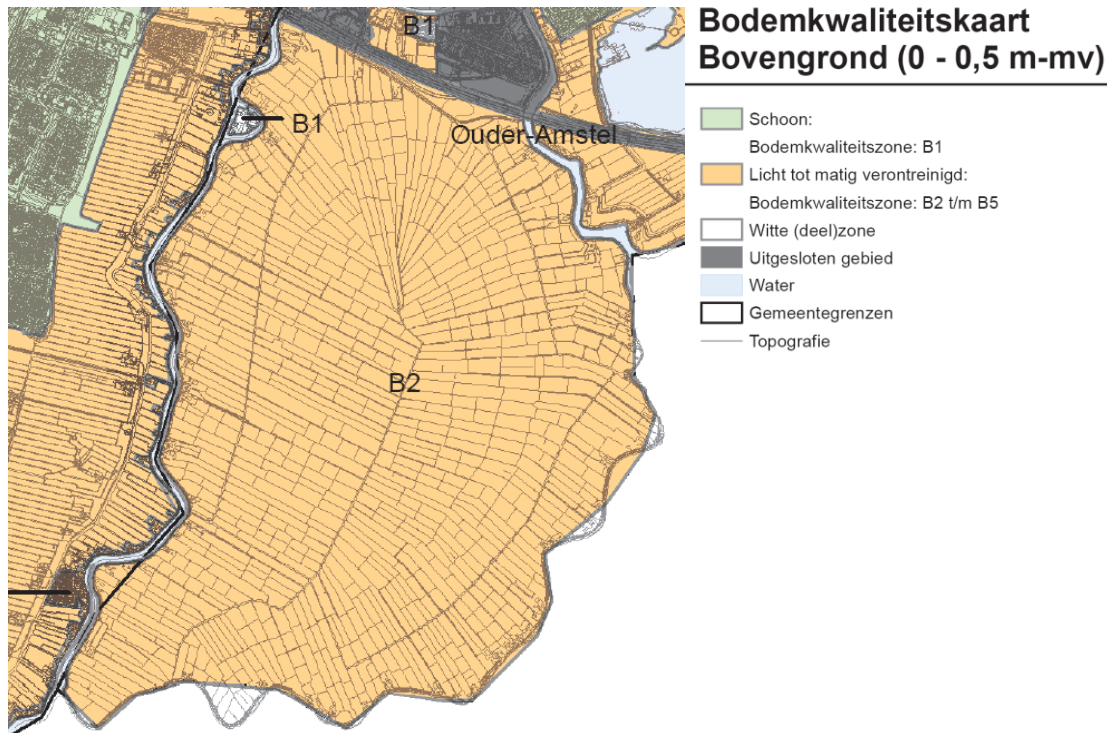 Bodemkwaliteitskaart
Bovengrond (0 - 0,5 m-mv)
Schoon:
Bodemkwaliteitszone: B1
Licht tot matig verontreinigd:
Bodemkwaliteitszone: B2 t/m B5
Witte (deel)zone
Uitgesloten gebied
Water
Gemeentegrenzen
Topografie
B1
B1
Ouder-Amstel
B2